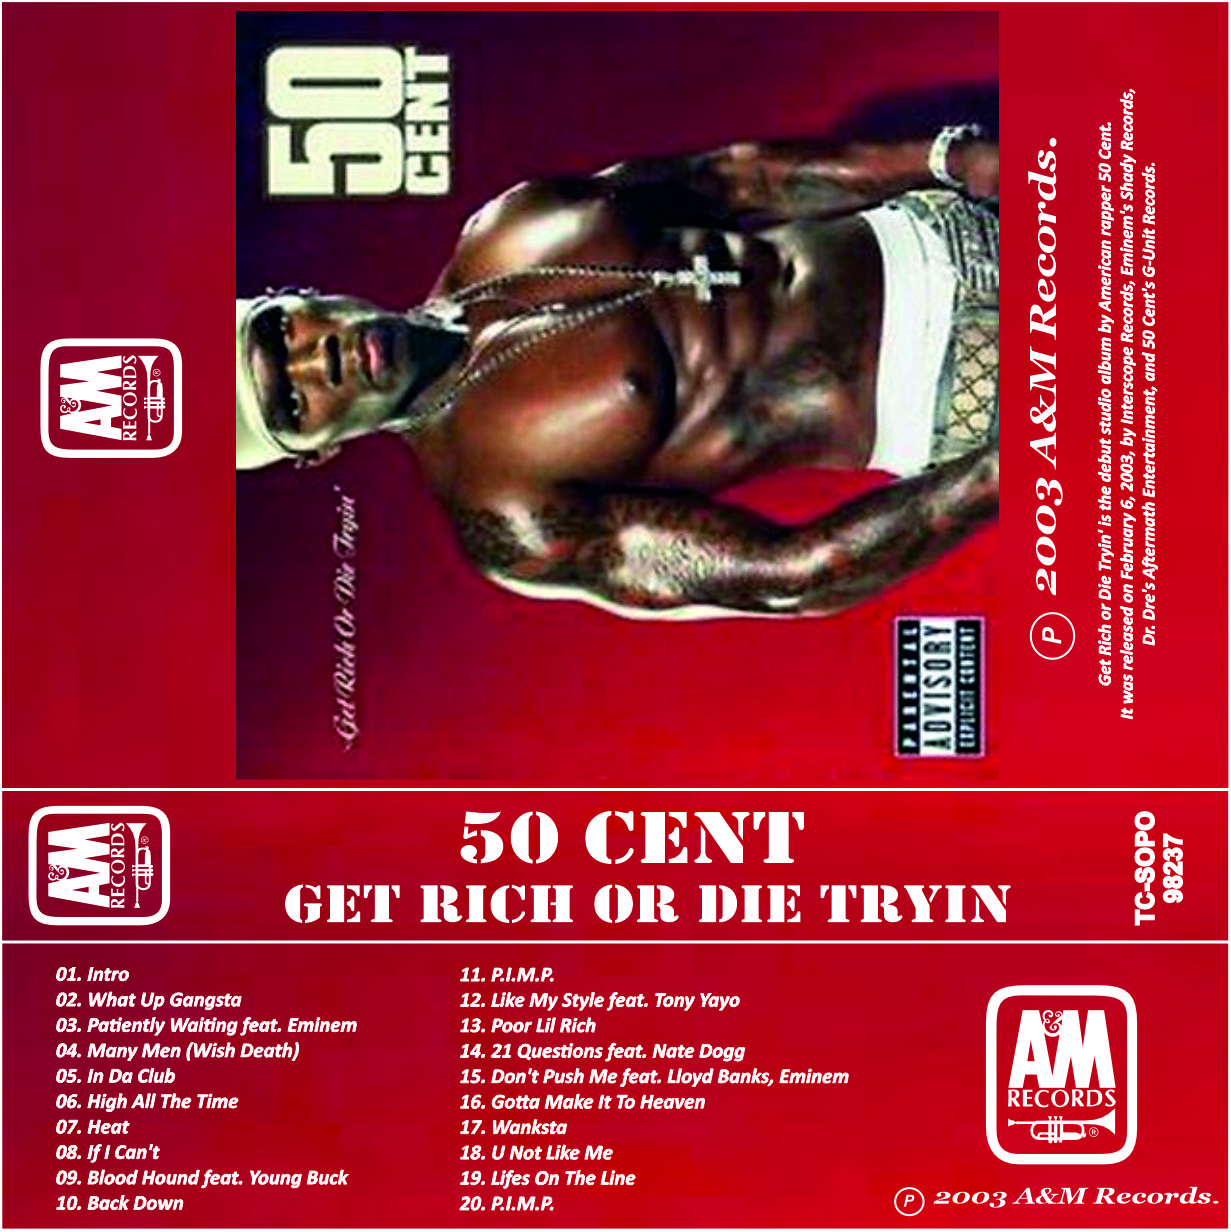 50
CENT
Get Rich Or Die Tryin'
PARENTAL
ADVISORY
EXPLICIT CONTENT
A&M
RECORDS
®
Ⓟ 2003 A&M Records.
Get Rich or Die Tryin' is the debut studio album by American rapper 50 Cent.
It was released on February 6, 2003, by Interscope Records, Eminem's Shady Records,
Dr. Dre's Aftermath Entertainment, and 50 Cent's G-Unit Records.
A&M
RECORDS
®
50 CENT
GET RICH OR DIE TRYIN
TC-SOPO
98237
01. Intro
02. What Up Gangsta
03. Patiently Waiting feat. Eminem
04. Many Men (Wish Death)
05. In Da Club
06. High All The Time
07. Heat
08. If I Can't
09. Blood Hound feat. Young Buck
10. Back Down
11. P.I.M.P.
12. Like My Style feat. Tony Yayo
13. Poor Lil Rich
14. 21 Questions feat. Nate Dogg
15. Don't Push Me feat. Lloyd Banks, Eminem
16. Gotta Make It To Heaven
17. Wanksta
18. U Not Like Me
19. Lifes On The Line
20. P.I.M.P.
A&M
RECORDS
®
Ⓟ 2003 A&M Records.